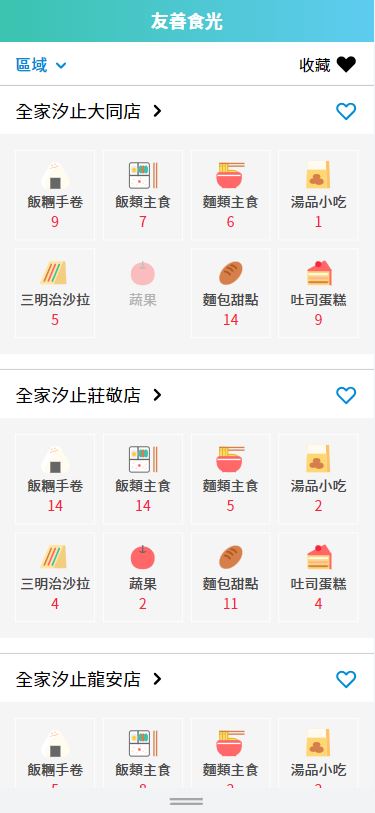 友善食光
區域 收藏
全家汐止大同店
飯糰手卷 飯類主食 麵類主食 湯品小吃
9 7 6 1
三明治沙拉 蔬果 麵包甜點 吐司蛋糕
5 14 9
全家汐止莊敬店
飯糰手卷 飯類主食 麵類主食 湯品小吃
14 14 5 2
三明治沙拉 蔬果 麵包甜點 吐司蛋糕
4 2 11 4
全家汐止龍安店
飯糰手卷 飯類主食 麵類主食 湯品小吃